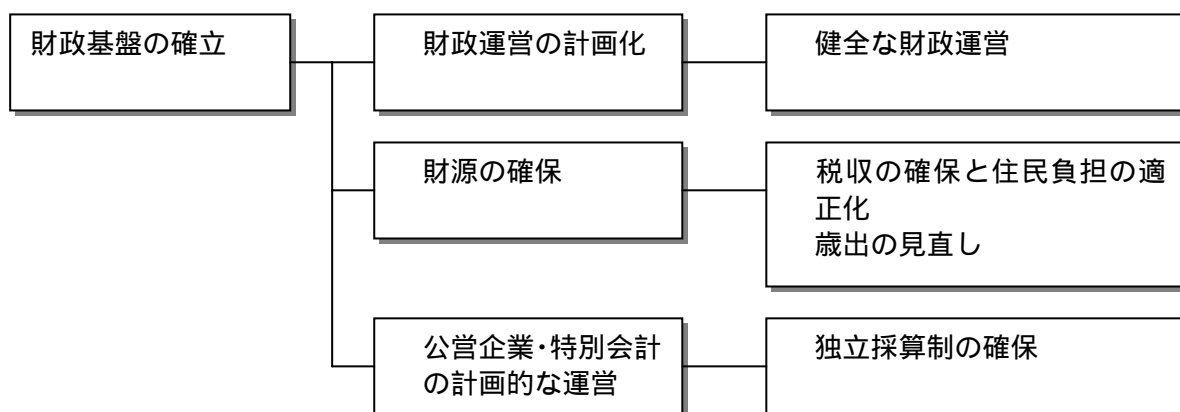 財政基盤の確立
財政運営の計画化
健全な財政運営
財源の確保
税収の確保と住民負担の適
正化
歳出の見直し
公営企業・特別会計
の計画的な運営
独立採算制の確保